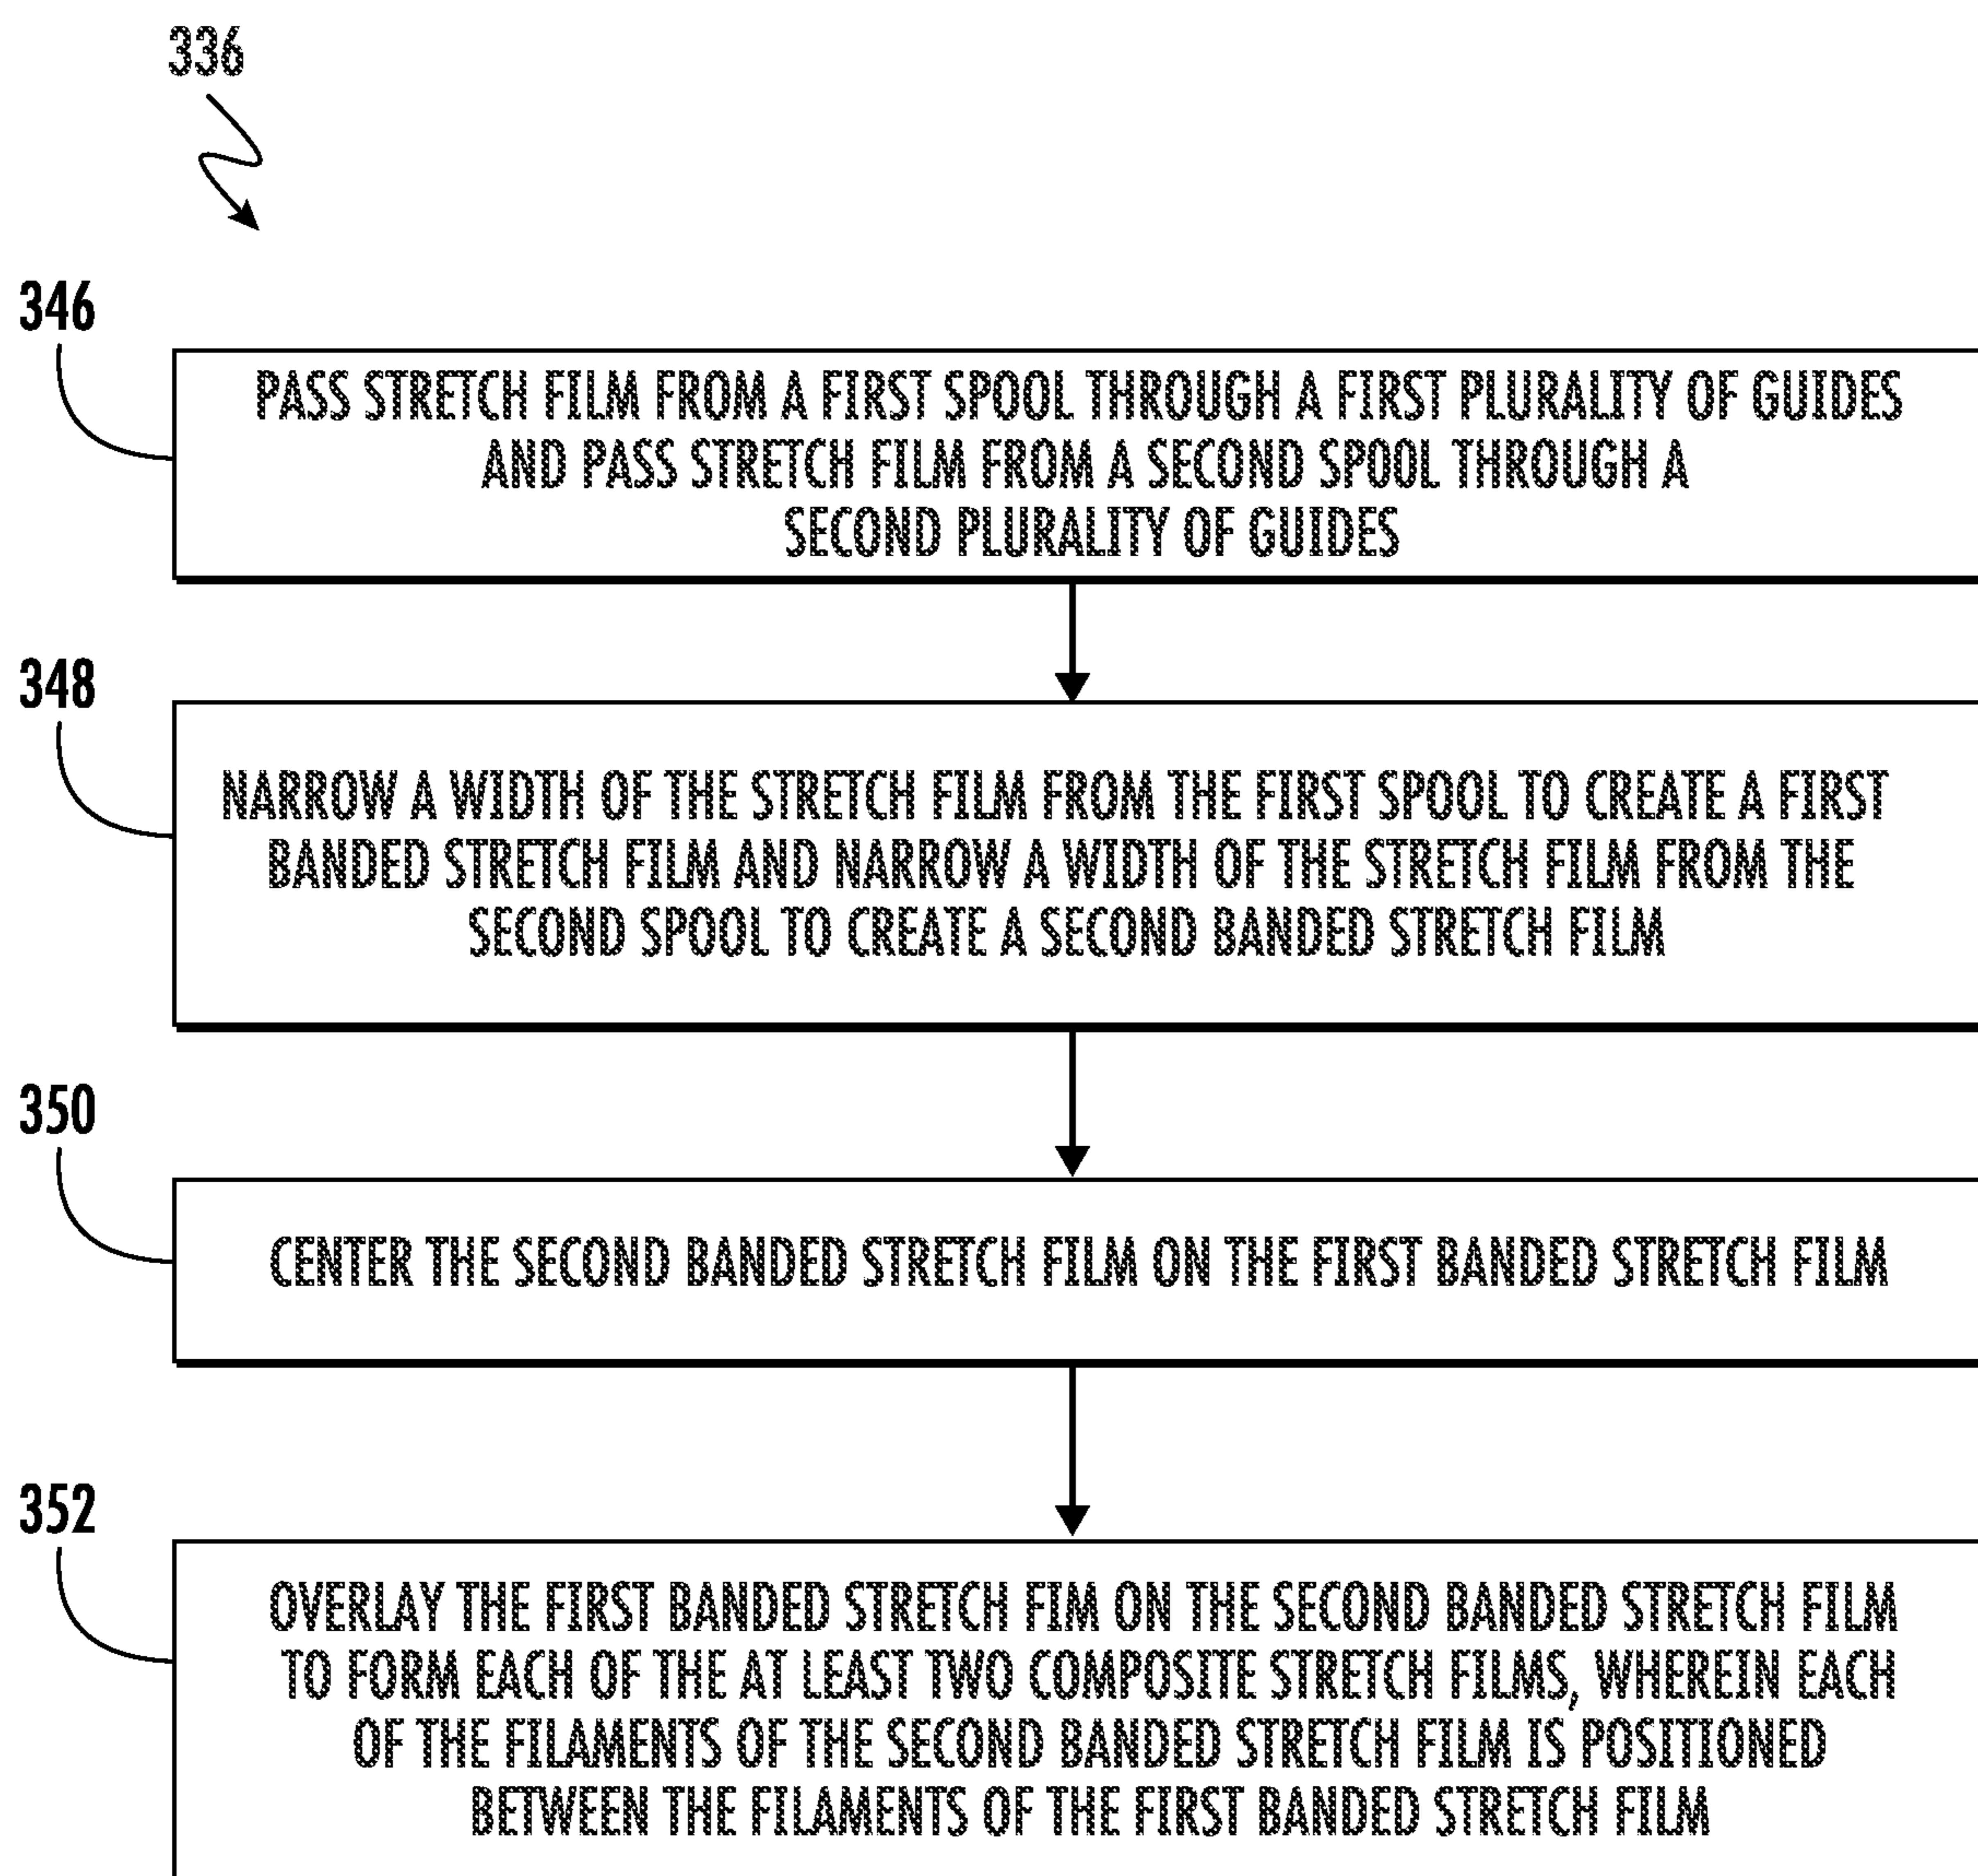 336
346
PASS STRETCH FILM FROM A FIRST SPOOL THROUGH A FIRST PLURALITY OF GUIDES
AND PASS STRETCH FILM FROM A SECOND SPOOL THROUGH A
SECOND PLURALITY OF GUIDES
348
NARROW A WIDTH OF THE STRETCH FILM FROM THE FIRST SPOOL TO CREATE A FIRST
BANDED STRETCH FILM AND NARROW A WIDTH OF THE STRETCH FILM FROM THE
SECOND SPOOL TO CREATE A SECOND BANDED STRETCH FILM
350
CENTER THE SECOND BANDED STRETCH FILM ON THE FIRST BANDED STRETCH FILM
352
OVERLAY THE FIRST BANDED STRETCH FIM ON THE SECOND BANDED STRETCH FILM
TO FORM EACH OF THE AT LEAST TWO COMPOSITE STRETCH FILMS, WHEREIN EACH
OF THE FILAMENTS OF THE SECOND BANDED STRETCH FILM IS POSITIONED
BETWEEN THE FILAMENTS OF THE FIRST BANDED STRETCH FILM